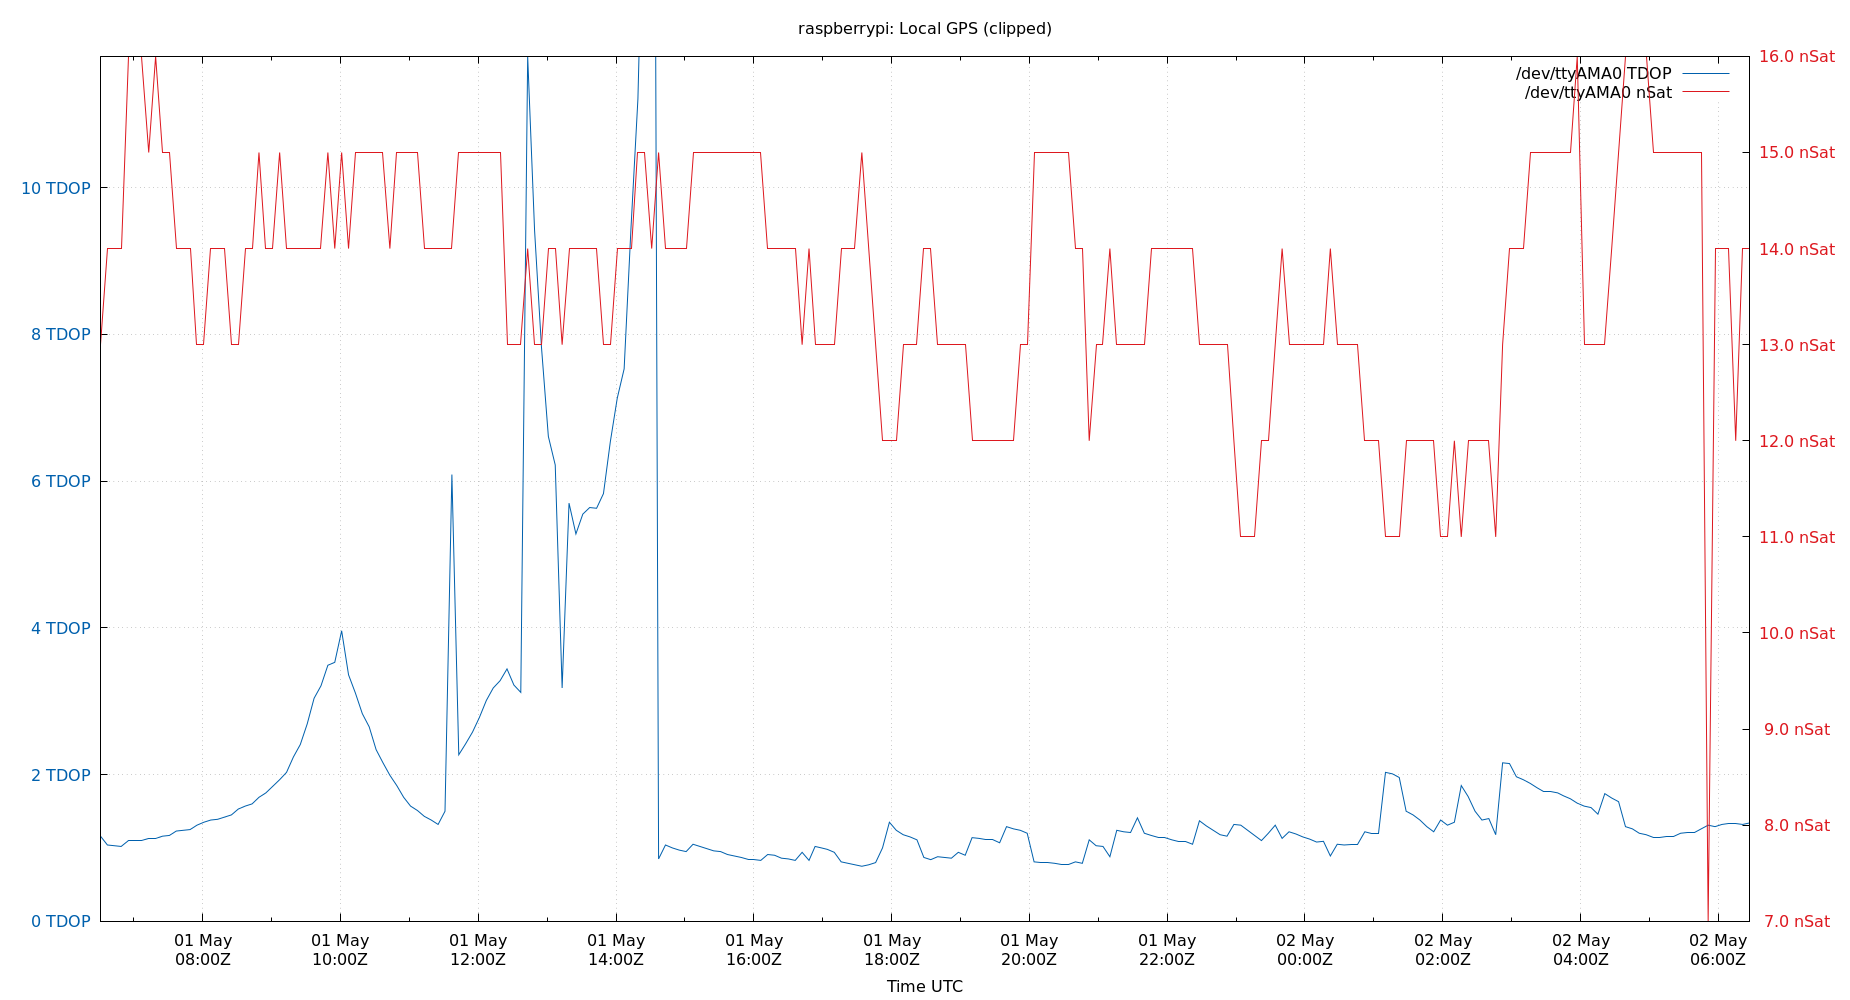 raspberrypi: Local GPS (clipped)
/dev/ttyAMA0 TDOP
/dev/ttyAMA0 nSat
10 TDOP
8 TDOP
6 TDOP
4 TDOP
2 TDOP
0 TDOP
16.0 nSat
15.0 nSat
14.0 nSat
13.0 nSat
12.0 nSat
11.0 nSat
10.0 nSat
9.0 nSat
8.0 nSat
7.0 nSat
01 May
08:00Z
01 May
10:00Z
01 May
12:00Z
01 May
14:00Z
01 May
16:00Z
01 May
18:00Z
01 May
20:00Z
01 May
22:00Z
02 May
00:00Z
02 May
02:00Z
02 May
04:00Z
02 May
06:00Z
Time UTC